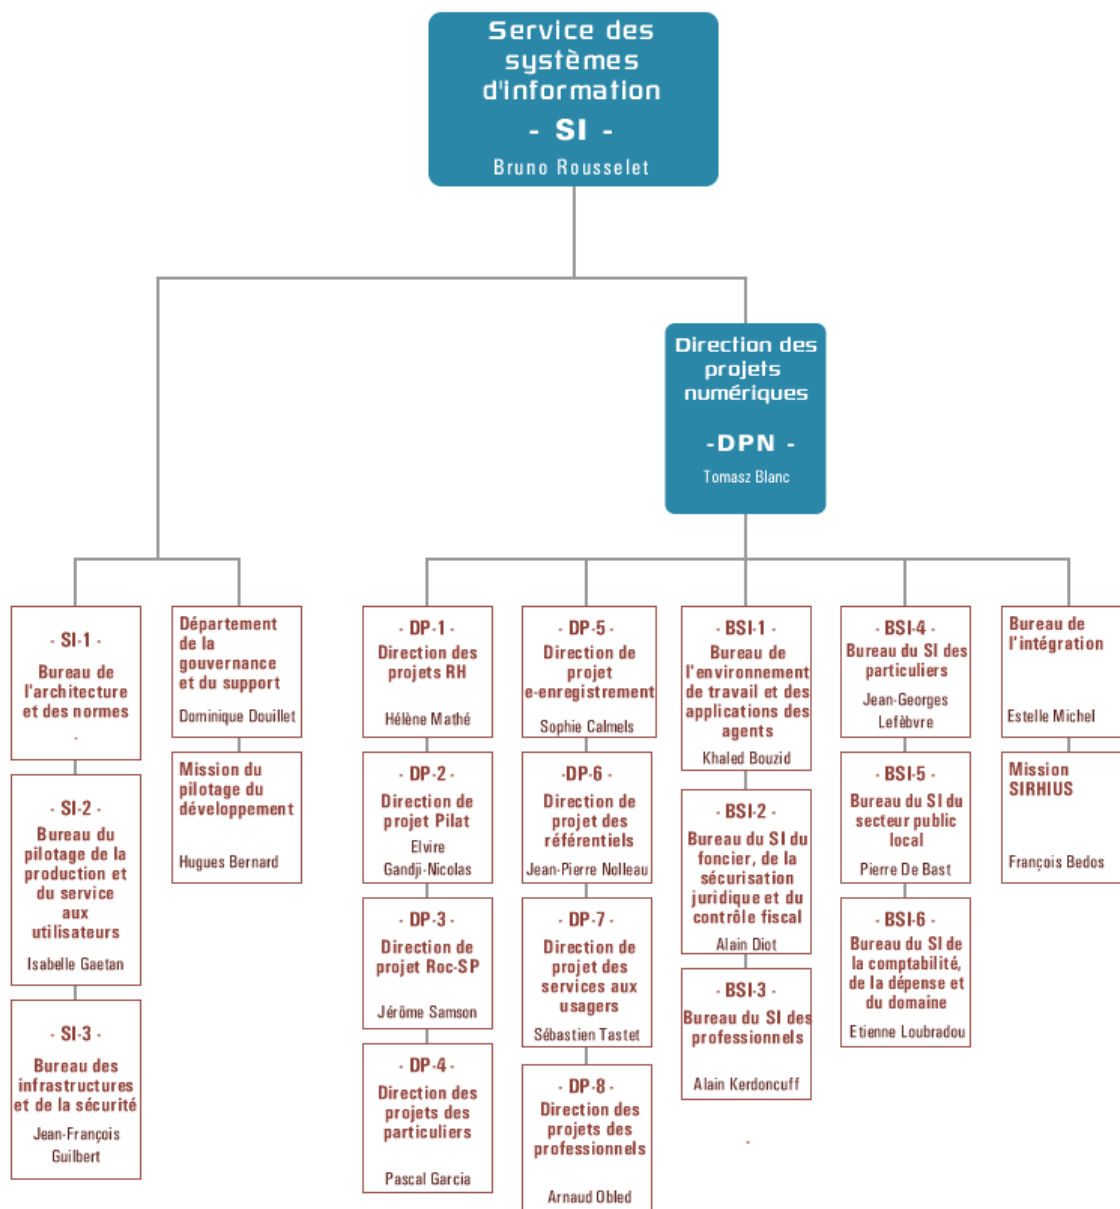 Service des
systèmes
d'information
- SI -
Bruno Rousselet
Direction des
projets
numériques
-DPN -
Tomasz Blanc
- SI-1 -
Bureau de
l'architecture
et des normes
.
- SI-2 -
Bureau du
pilotage de la
production et
du service
aux
utilisateurs
Isabelle Gaetan
- SI-3 -
Bureau des
infrastructures
et de la sécurité
Jean-François
Guilbert
Département
de la
gouvernance
et du support
Dominique Douillet
Mission du
pilotage du
développement
Hugues Bernard
- DP-1 -
Direction des
projets RH
Hélène Mathé
- DP-2 -
Direction de
projet Pilat
Elvire
Gandji-Nicolas
- DP-3 -
Direction de
projet Roc-SP
Jérôme Samson
- DP-4 -
Direction des
projets des
particuliers
Pascal Garcia
- DP-5 -
Direction de
projet
e-enregistrement
Sophie Calmels
-DP-6 -
Direction de
projet des
référentiels
Jean-Pierre Nolleau
- DP-7 -
Direction de
projet des
services aux
usagers
Sébastien Tastet
- DP-8 -
Direction des
projets des
professionnels
Arnaud Obled
- BSI-1 -
Bureau de
l'environnement
de travail et des
applications des
agents
Khaled Bouzid
- BSI-2 -
Bureau du SI du
foncier, de la
sécurisation
juridique et du
contrôle fiscal
Alain Diot
- BSI-3 -
Bureau du SI des
professionnels
Alain Kerdoncuff
.
- BSI-4 -
Bureau du SI des
particuliers
Jean-Georges
Lefèbvre
- BSI-5 -
Bureau du SI du
secteur public
local
Pierre De Bast
- BSI-6 -
Bureau du SI de
la comptabilité,
de la dépense et
du domaine
Etienne Loubradou
Bureau de
l'intégration
Estelle Michel
Mission
SIRHIUS
François Bedos